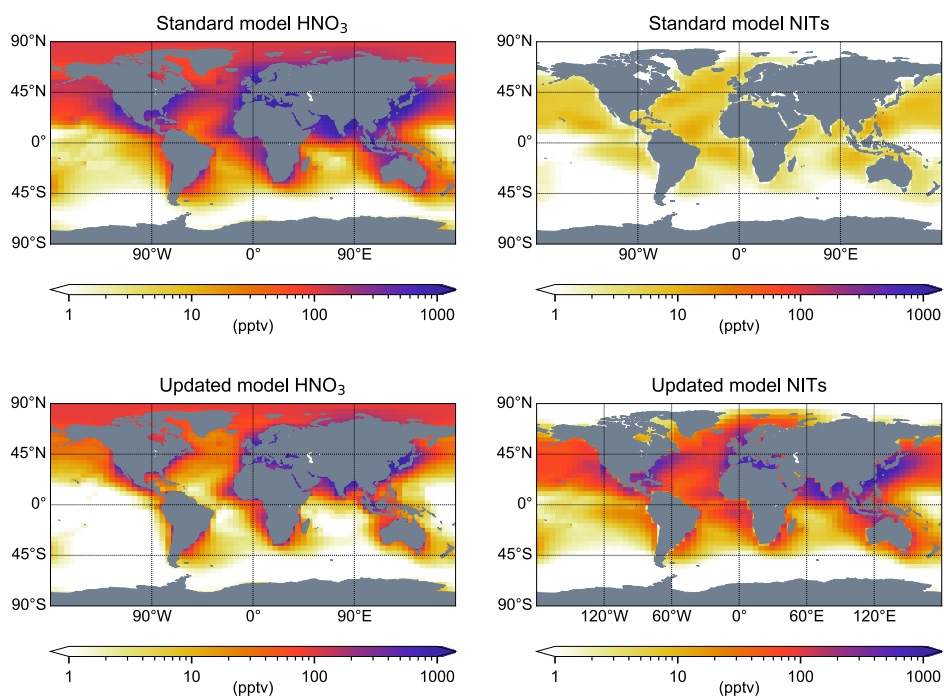 Standard model HNO₃
90°N
45°N
0°
45°S
90°S
90°W 0° 90°E
1 10 100 1000
(pptv)
Standard model NITs
90°N
45°N
0°
45°S
90°S
90°W 0° 90°E
1 10 100 1000
(pptv)
Updated model HNO₃
90°N
45°N
0°
45°S
90°S
90°W 0° 90°E
1 10 100 1000
(pptv)
Updated model NITs
90°N
45°N
0°
45°S
90°S
120°W 60°W 0° 60°E 120°E
1 10 100 1000
(pptv)